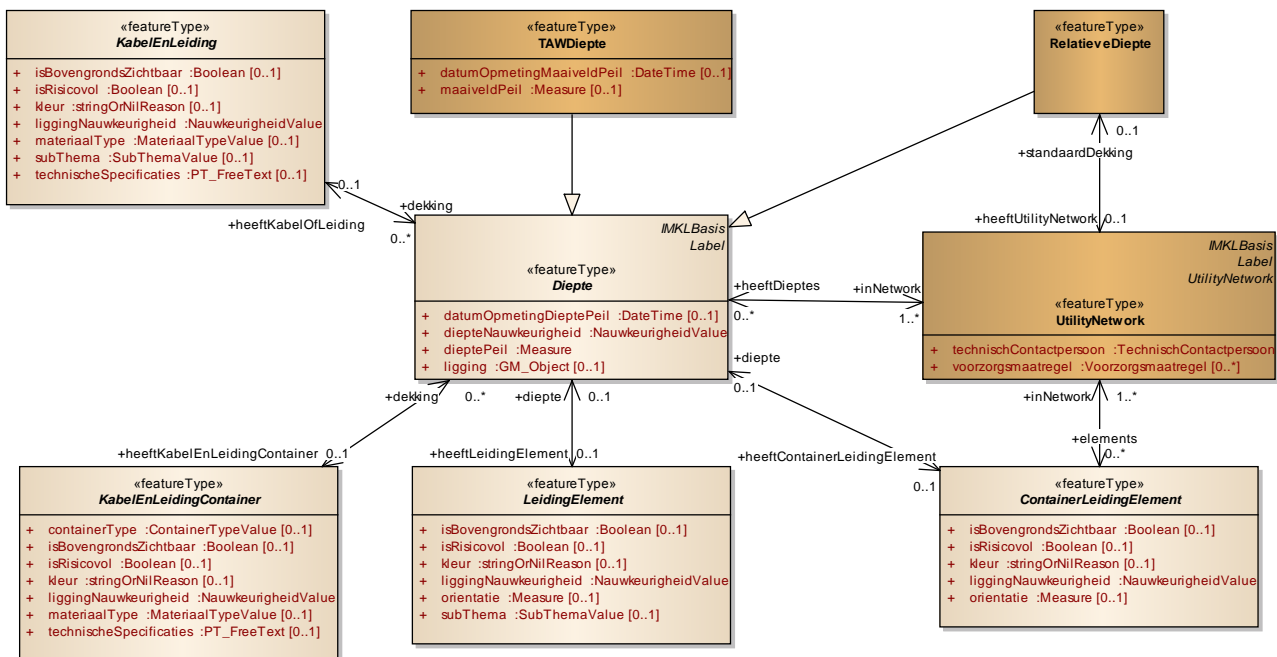 «featureType»
KabelEnLeiding
+ isBovengrondsZichtbaar :Boolean [0..1]
+ isRisicovol :Boolean [0..1]
+ kleur :stringOrNilReason [0..1]
+ liggingNauwkeurigheid :NauwkeurigheidValue
+ materiaalType :MateriaalTypeValue [0..1]
+ subThema :SubThemaValue [0..1]
+ technischeSpecificaties :PT_FreeText [0..1]
«featureType»
TAWDiepte
+ datumOpmetingMaaiveldPeil :DateTime [0..1]
+ maaiveldPeil :Measure [0..1]
«featureType»
RelatieveDiepte
0..1
+standaardDekking
+heeftUtilityNetwork 0..1
0..1
+dekking
+heeftKabelOfLeiding
0..*
IMKLBasis
Label
«featureType»
Diepte
+ datumOpmetingDieptePeil :DateTime [0..1]
+ diepteNauwkeurigheid :NauwkeurigheidValue
+ dieptePeil :Measure
+ ligging :GM_Object [0..1]
+heeftDieptes
+inNetwork
0..*
1..*
IMKLBasis
Label
UtilityNetwork
«featureType»
UtilityNetwork
+ technischContactpersoon :TechnischContactpersoon
+ voorzorgsmaatregel :Voorzorgsmaatregel [0..*]
+diepte
0..1
+dekking
0..*
+diepte
0..1
+inNetwork
1..*
+elements
0..*
+heeftKabelEnLeidingContainer 0..1
+heeftLeidingElement 0..1
+heeftContainerLeidingElement
0..1
«featureType»
KabelEnLeidingContainer
+ containerType :ContainerTypeValue [0..1]
+ isBovengrondsZichtbaar :Boolean [0..1]
+ isRisicovol :Boolean [0..1]
+ kleur :stringOrNilReason [0..1]
+ liggingNauwkeurigheid :NauwkeurigheidValue
+ materiaalType :MateriaalTypeValue [0..1]
+ technischeSpecificaties :PT_FreeText [0..1]
«featureType»
LeidingElement
+ isBovengrondsZichtbaar :Boolean [0..1]
+ isRisicovol :Boolean [0..1]
+ kleur :stringOrNilReason [0..1]
+ liggingNauwkeurigheid :NauwkeurigheidValue
+ orientatie :Measure [0..1]
+ subThema :SubThemaValue [0..1]
«featureType»
ContainerLeidingElement
+ isBovengrondsZichtbaar :Boolean [0..1]
+ isRisicovol :Boolean [0..1]
+ kleur :stringOrNilReason [0..1]
+ liggingNauwkeurigheid :NauwkeurigheidValue
+ orientatie :Measure [0..1]